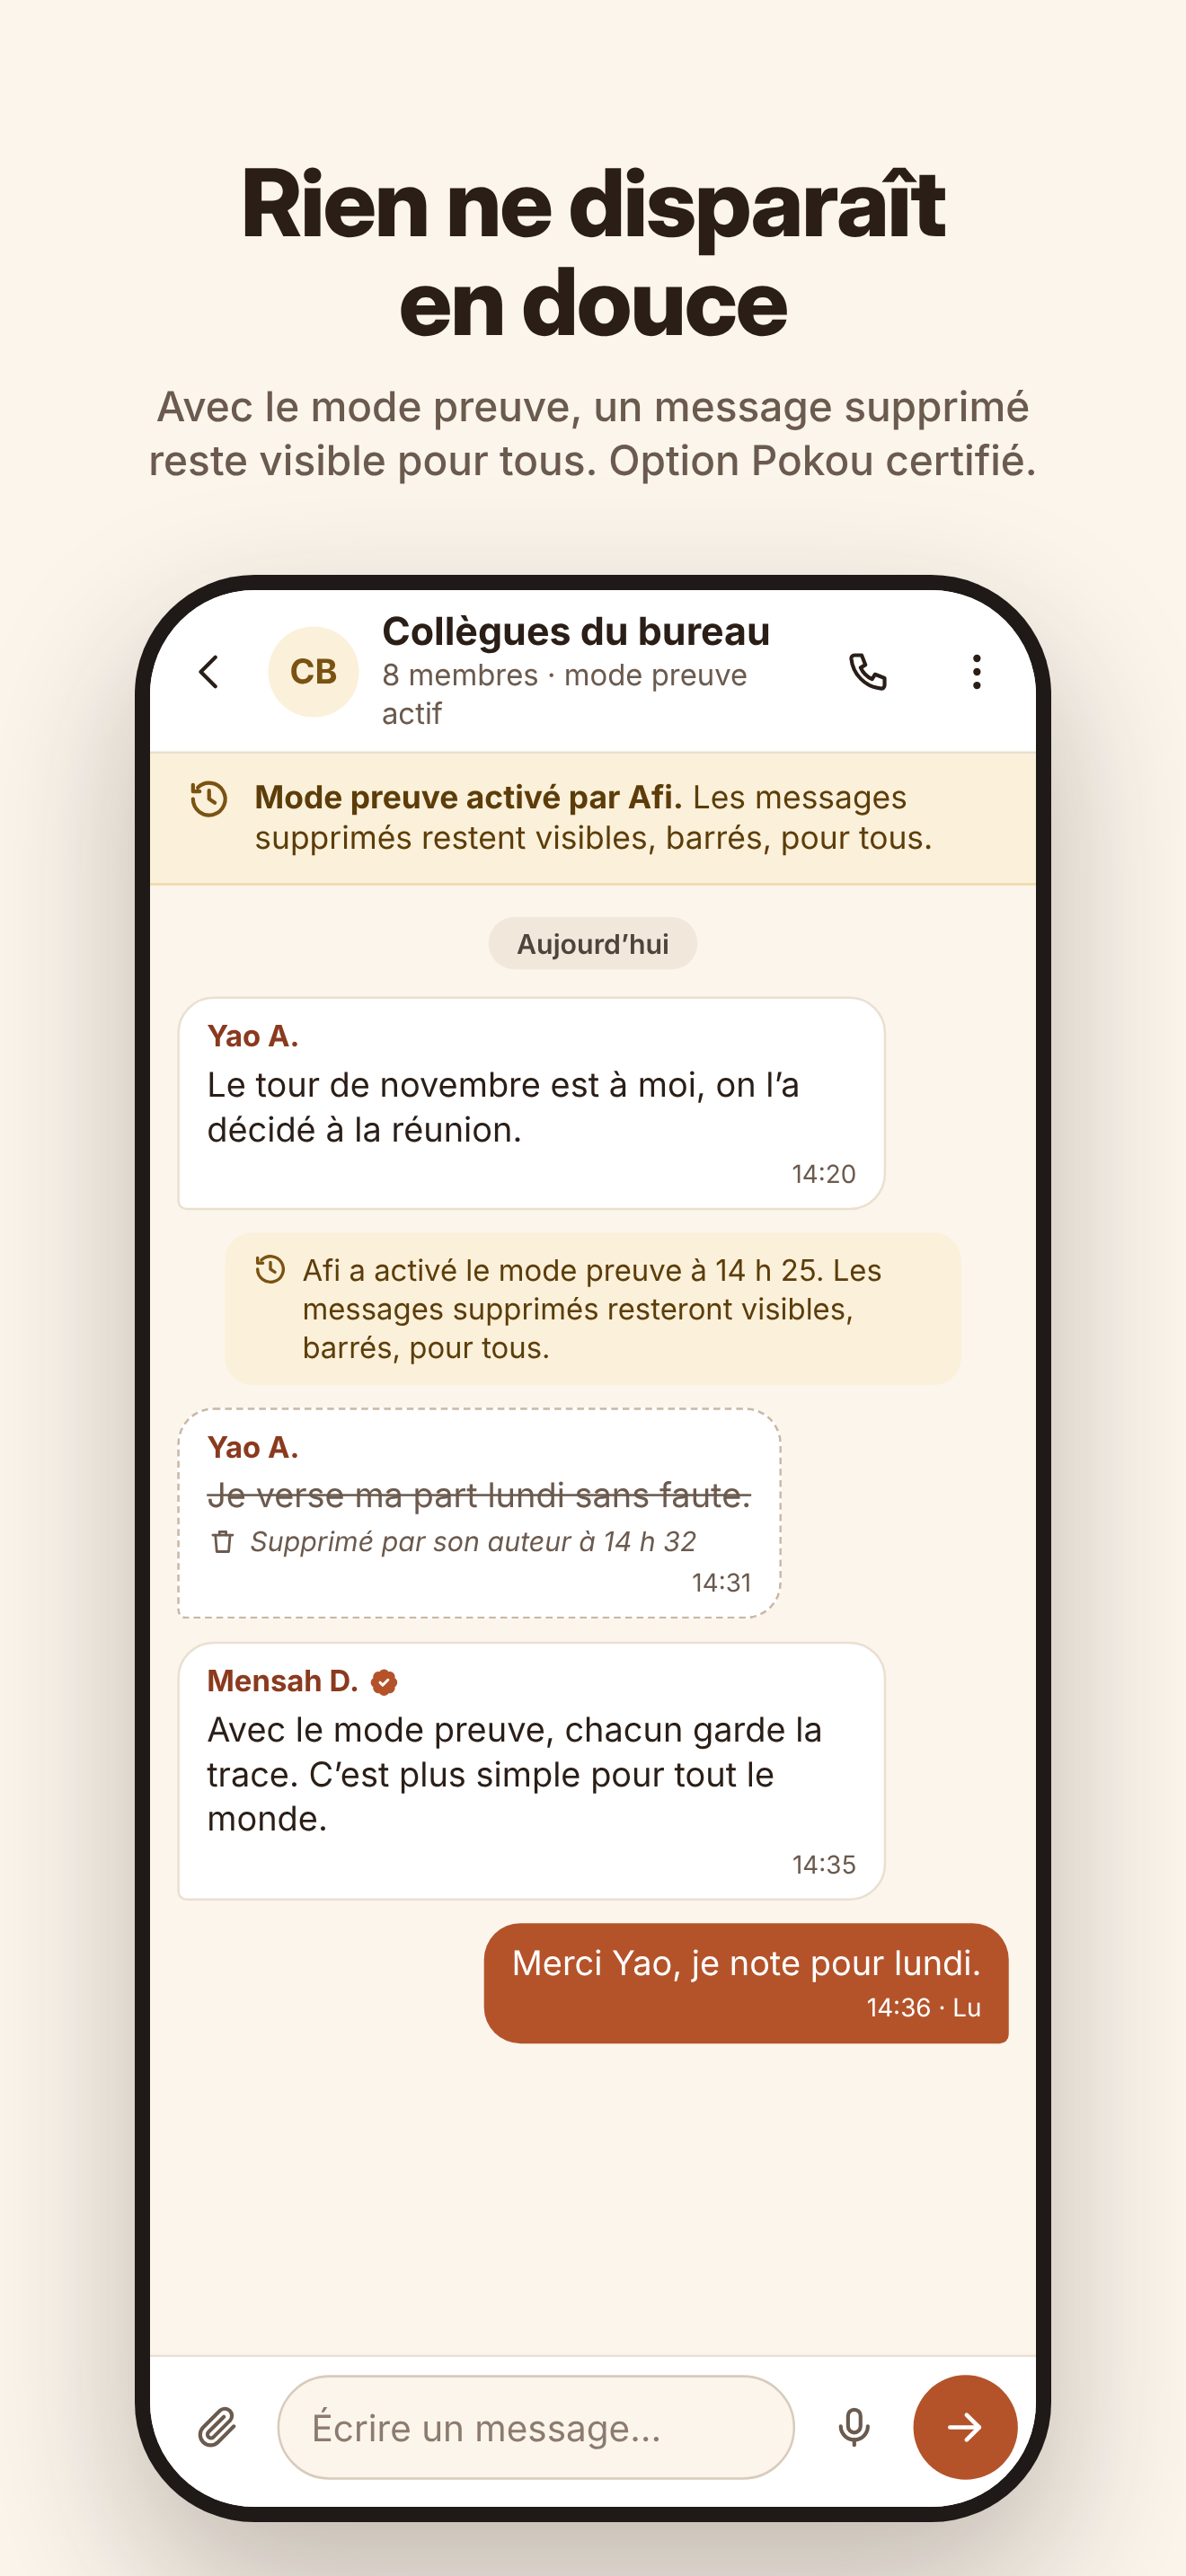 Rien ne disparaît
en douce
Avec le mode preuve, un message supprimé
reste visible pour tous. Option Pokou certifié.
CB
Collègues du bureau
8 membres · mode preuve
actif
Mode preuve activé par Afi. Les messages
supprimés restent visibles, barrés, pour tous.
Aujourd’hui
Yao A.
Le tour de novembre est à moi, on l’a
décidé à la réunion.
14:20
Afi a activé le mode preuve à 14 h 25. Les
messages supprimés resteront visibles,
barrés, pour tous.
Yao A.
Je verse ma part lundi sans faute.
Supprimé par son auteur à 14 h 32
14:31
Mensah D.
Avec le mode preuve, chacun garde la
trace. C’est plus simple pour tout le
monde.
14:35
Merci Yao, je note pour lundi.
14:36 · Lu
Écrire un message…